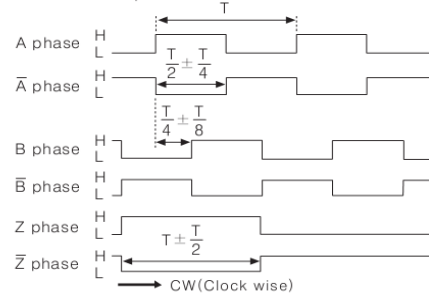 T
A phase H
L
T/2 ± T/4
A̅ phase H
L
T/4 ± T/8
B phase H
L
B̅ phase H
L
Z phase H
L
T ± T/2
Z̅ phase H
L
CW(Clock wise)